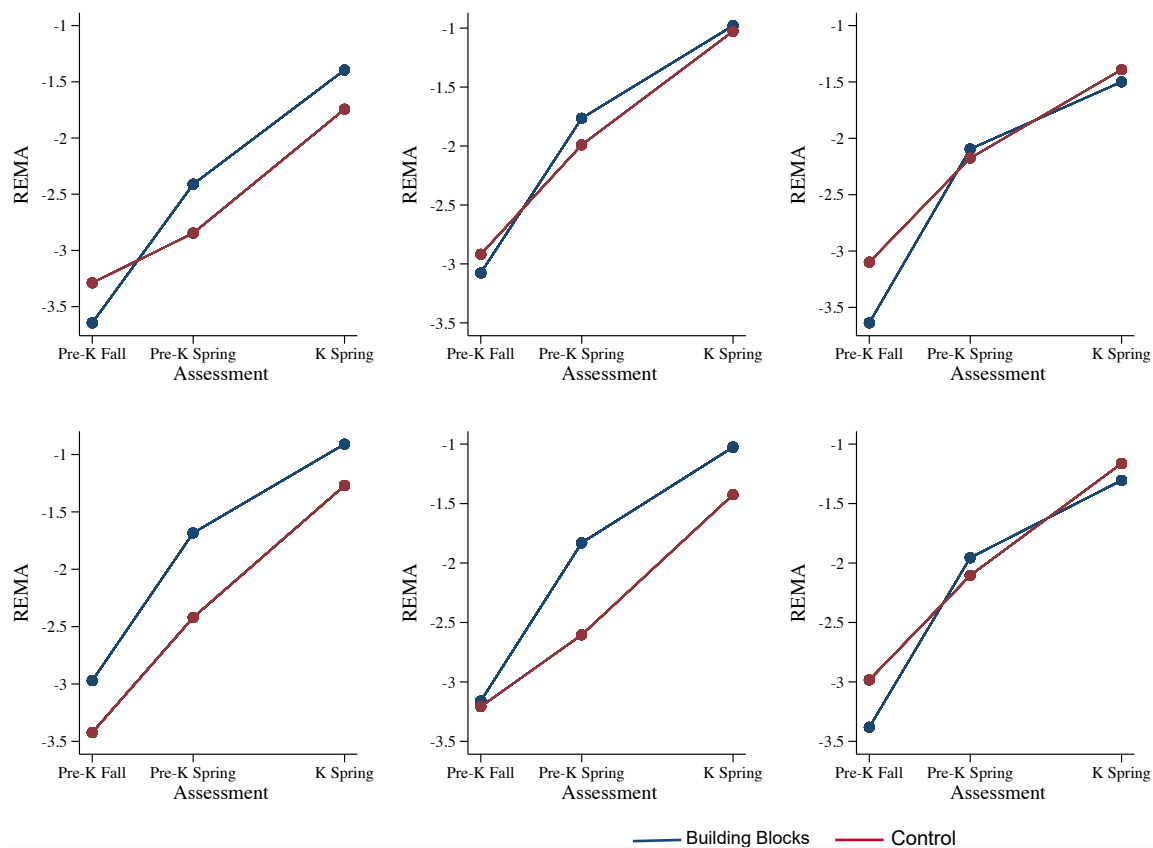 -1
-1.5
-2
-2.5
-3
-3.5
REMA
Pre-K Fall Pre-K Spring K Spring
Assessment
-1
-1.5
-2
-2.5
-3
-3.5
REMA
Pre-K Fall Pre-K Spring K Spring
Assessment
-1
-1.5
-2
-2.5
-3
-3.5
REMA
Pre-K Fall Pre-K Spring K Spring
Assessment
-1
-1.5
-2
-2.5
-3
-3.5
REMA
Pre-K Fall Pre-K Spring K Spring
Assessment
-1
-1.5
-2
-2.5
-3
-3.5
REMA
Pre-K Fall Pre-K Spring K Spring
Assessment
-1
-1.5
-2
-2.5
-3
-3.5
REMA
Pre-K Fall Pre-K Spring K Spring
Assessment
Building Blocks Control